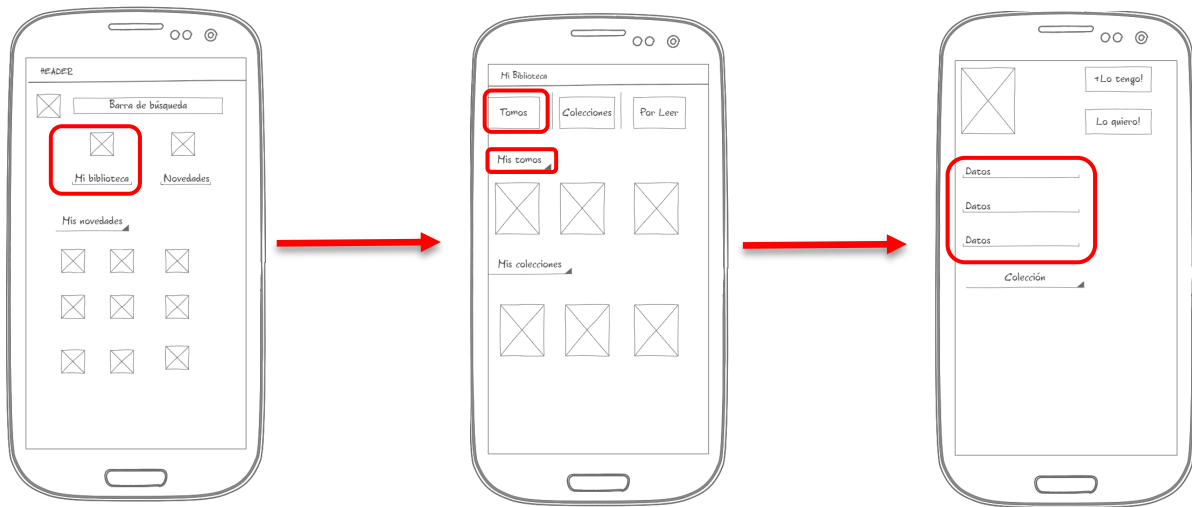 HEADER
Barra de búsqueda
Mi biblioteca
Novedades
Mis novedades
Mi Biblioteca
Tomos
Colecciones
Por Leer
Mis tomos
Mis colecciones
+Lo tengo!
Lo quiero!
Datos
Datos
Datos
Colección